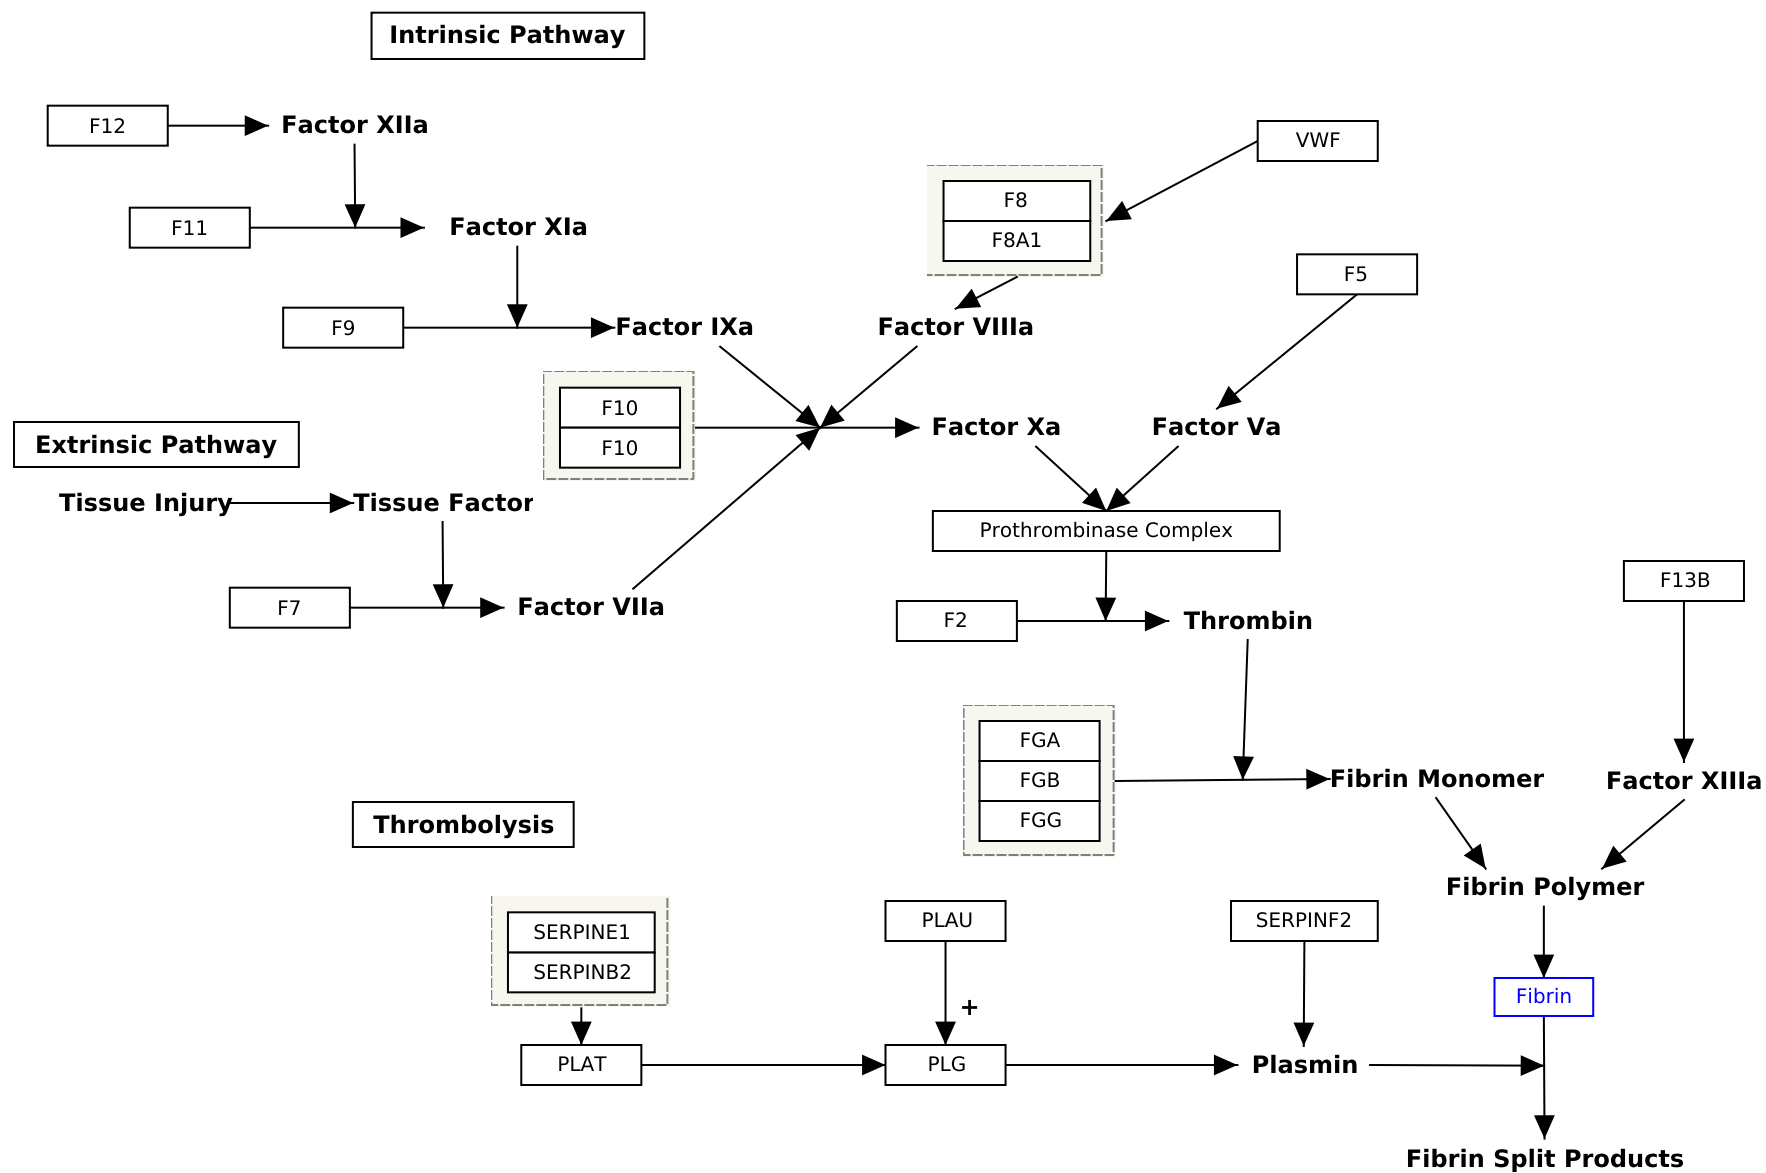 Intrinsic Pathway
F12
Factor XIIa
VWF
F8
F11
Factor XIa
F8A1
F5
F9
Factor IXa
Factor VIIIa
F10
Factor Xa
Factor Va
Extrinsic Pathway
F10
Tissue Injury
Tissue Factor
Prothrombinase Complex
F13B
F7
Factor VIIa
F2
Thrombin
FGA
FGB
Fibrin Monomer
Factor XIIIa
FGG
Thrombolysis
Fibrin Polymer
SERPINE1
PLAU
SERPINF2
SERPINB2
Fibrin
+
PLAT
PLG
Plasmin
Fibrin Split Products